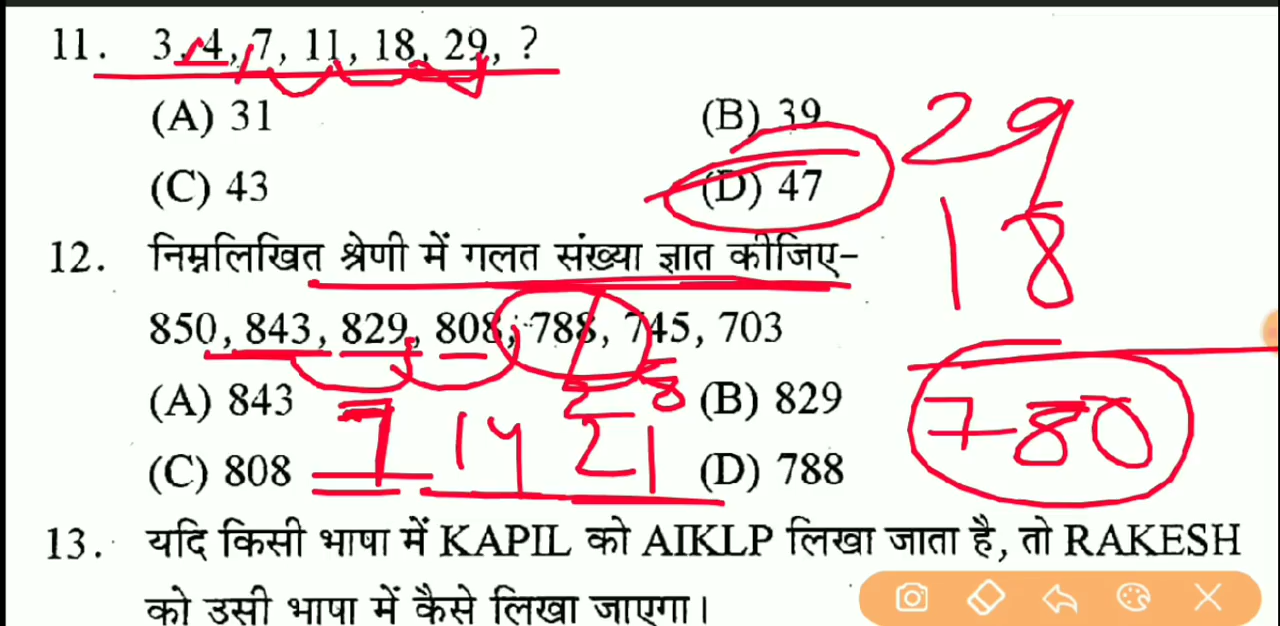 11. 3, 4, 7, 11, 18, 29, ?
(A) 31 (B) 39 29
(C) 43 (D) 47 18
12. निम्नलिखित श्रेणी में गलत संख्या ज्ञात कीजिए-
850, 843, 829, 808, 788, 745, 703
28
(A) 843 (B) 829
7 14 21 780
(C) 808 (D) 788
13. यदि किसी भाषा में KAPIL को AIKLP लिखा जाता है, तो RAKESH
को उसी भाषा में कैसे लिखा जाएगा।